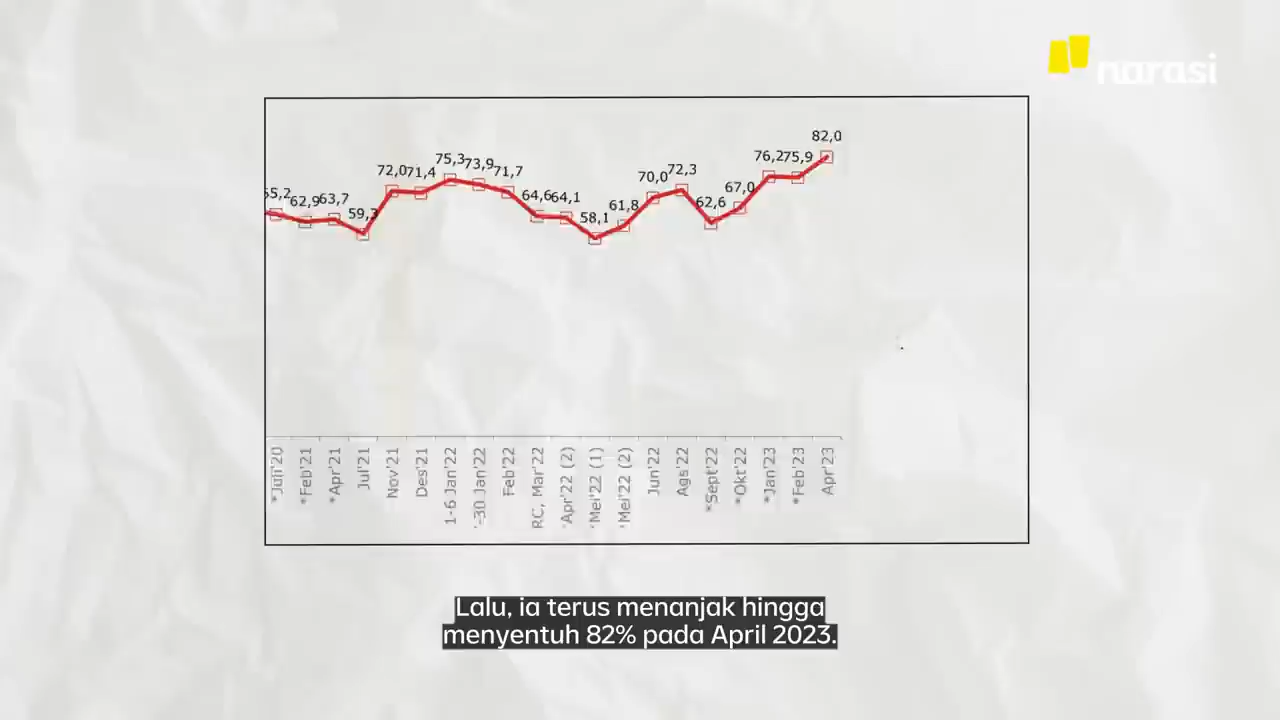 narasi
82,0
75,3 73,9 76,2 75,9
72,0 71,4 71,7 70,0 72,3
62,9 63,7 64,6 64,1 67,0
59,3 61,8 62,6
58,1
*Feb'21
*Apr'21
Jul'21
Nov'21
Des'21
1-6 Jan'22
Feb'22
RC, Mar'22
Jun'22
Ags'22
*Sept'22
*Okt'22
*Jan'23
*Feb'23
Apr'23
Lalu, ia terus menanjak hingga
menyentuh 82% pada April 2023.